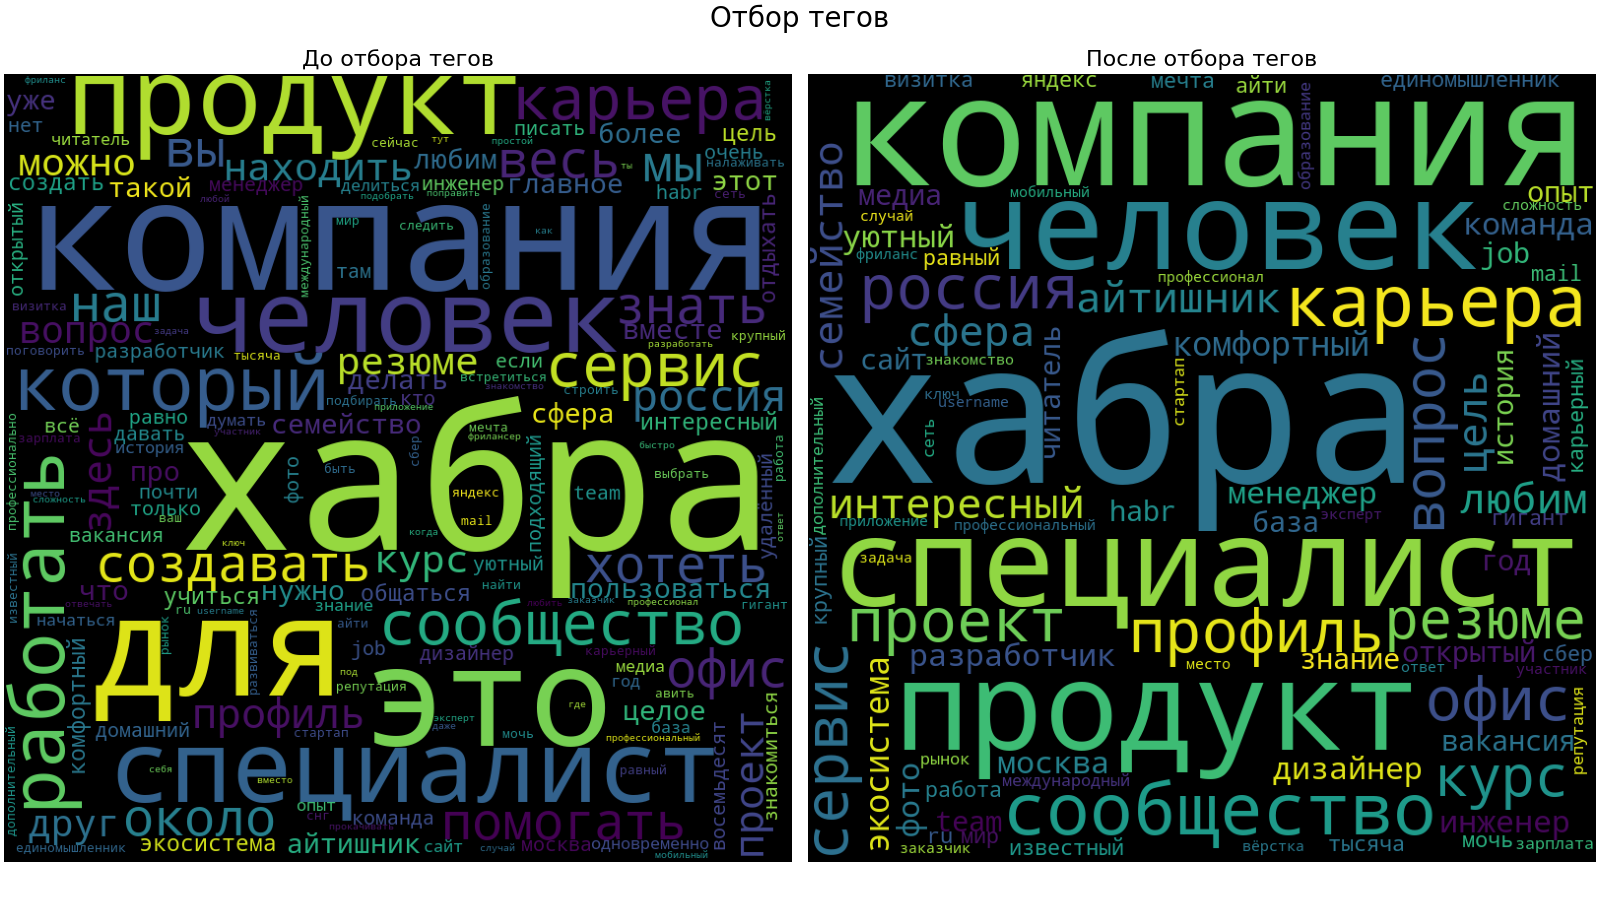 Отбор тегов
До отбора тегов
фриланс
продукт
карьера
вёрстка
уже
нет
читатель
сейчас
тут
простой
писать
более
цель
можно
вы
находить
любим
весь
ты
мы
очень
налаживать
создать
такой
менеджер
любой
делиться
подобрать
инженер
поправить
главное
habr
этот
сеть
открытый
компания
международный
мир
следить
там
образование
как
отдыхать
визитка
наш
человек
знать
вопрос
задача
вместе
крупный
поговорить
разработчик
тысяча
резюме
если
сервис
разработать
который
делать
встретиться
знакомство
строить
россия
подбирать
кто
приложение
сфера
профессионально
всё
равно
думать
семейство
мечта
фрилансер
интересный
зарплата
здесь
давать
участник
история
хабра
сбер
быстро
работа
про
фото
быть
подходящий
выбрать
удаленный
место
сложность
почти
только
яндекс
team
mail
ваш
когда
ответ
вакансия
ключ
работать
создавать
курс
уютный
хотеть
известный
что
отвечать
учиться
нужно
общаться
найти
пользоваться
ru
username
знание
любить
заказчик
профессионал
гигант
начаться
для
айти
сообщество
рынок
развиваться
job
дизайнер
карьерный
комфортный
под
репутация
это
медиа
год
офис
авить
где
целое
профиль
эксперт
даже
база
домашний
стартап
мочь
профессиональный
дополнительный
специалист
себя
вместо
равный
восемьдесят
проект
знакомиться
друг
около
опыт
снг
прокачивать
команда
помогать
единомышленник
экосистема
айтишник
сайт
случай
москва
одновременно
мобильный
После отбора тегов
визитка
яндекс
мечта
айти
единомышленник
компания
образование
семейство
медиа
мобильный
опыт
случай
человек
сложность
уютный
команда
фриланс
равный
job
россия
профессионал
mail
айтишник
карьера
сфера
сайт
знакомство
читатель
комфортный
стартап
вопрос
история
домашний
карьерный
хабра
ключ
username
цель
сеть
дополнительный
интересный
habr
менеджер
любим
приложение
профессиональный
база
эксперт
гигант
крупный
задача
специалист
год
проект
профиль
резюме
разработчик
место
знание
открытый
ответ
сбер
участник
сервис
экосистема
продукт
офис
репутация
рынок
москва
вакансия
фото
международный
дизайнер
работа
курс
team
сообщество
инженер
ru
мир
заказчик
известный
вёрстка
тысяча
мочь
зарплата